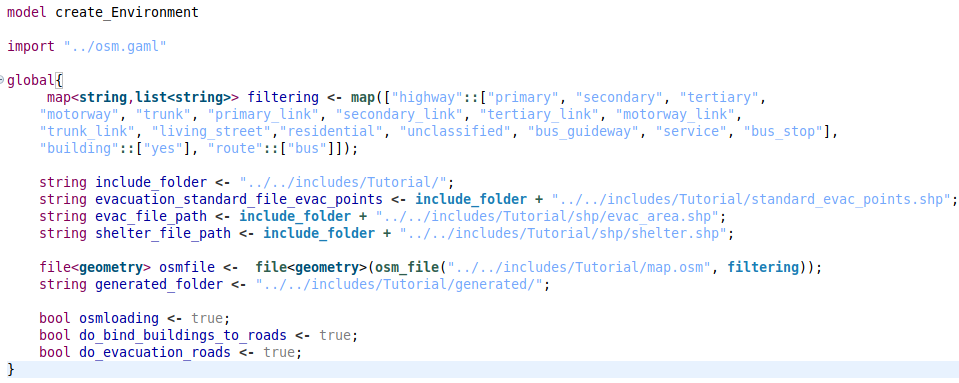 model create_Environment
import "../osm.gaml"
global{
map<string,list<string>> filtering <- map(["highway"::["primary", "secondary", "tertiary",
"motorway", "trunk", "primary_link", "secondary_link", "tertiary_link", "motorway_link",
"trunk_link", "living_street","residential", "unclassified", "bus_guideway", "service", "bus_stop"],
"building"::["yes"], "route"::["bus"]]);
string include_folder <- "../../includes/Tutorial/";
string evacuation_standard_file_evac_points <- include_folder + "../../includes/Tutorial/standard_evac_points.shp";
string evac_file_path <- include_folder + "../../includes/Tutorial/shp/evac_area.shp";
string shelter_file_path <- include_folder + "../../includes/Tutorial/shp/shelter.shp";
file<geometry> osmfile <-  file<geometry>(osm_file("../../includes/Tutorial/map.osm", filtering));
string generated_folder <- "../../includes/Tutorial/generated/";
bool osmloading <- true;
bool do_bind_buildings_to_roads <- true;
bool do_evacuation_roads <- true;
}